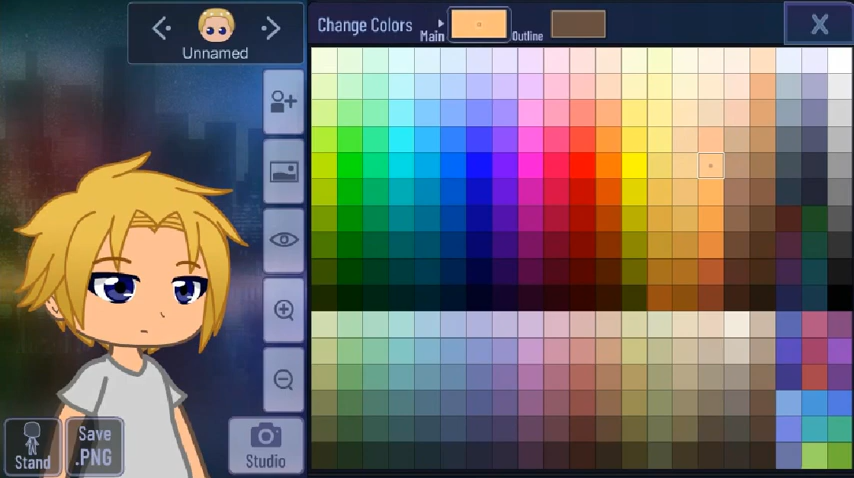 Unnamed
Change Colors
Main
Outline
X
Stand
Save
.PNG
Studio